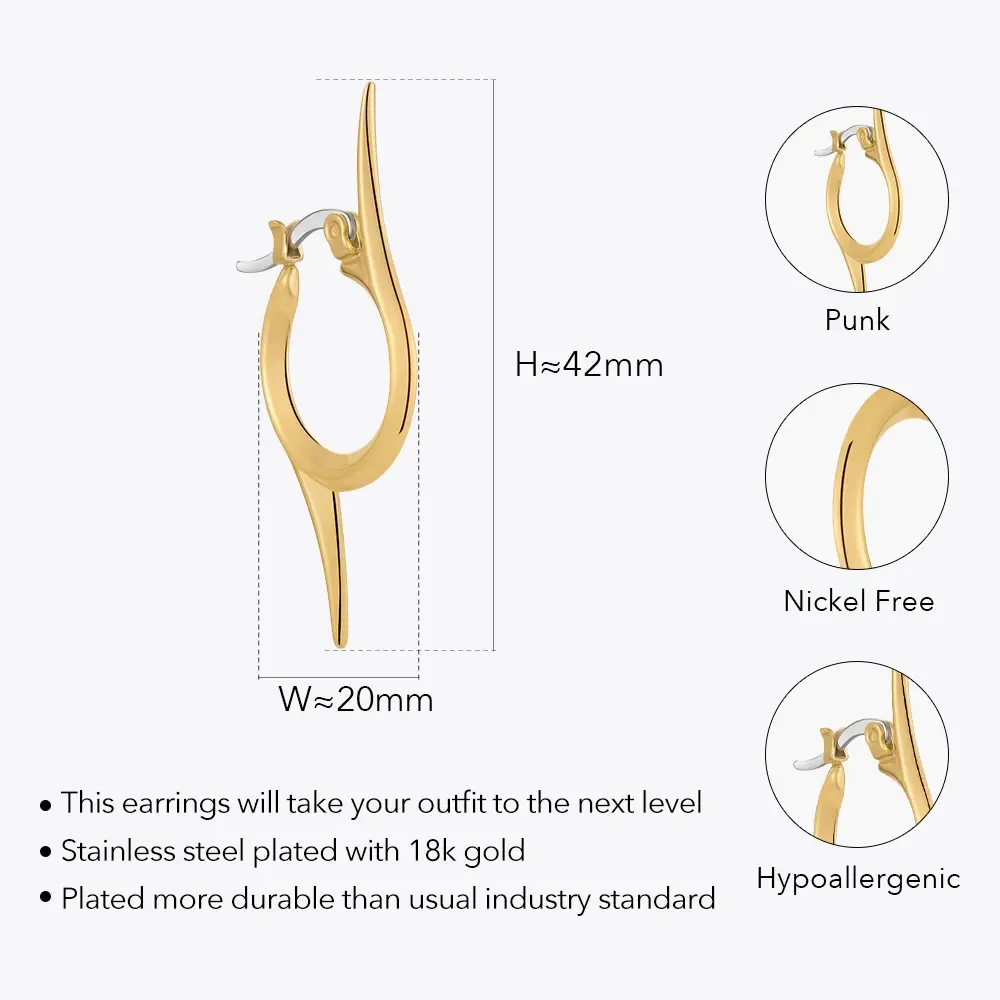 H≈42mm
W≈20mm
Punk
Nickel Free
Hypoallergenic
• This earrings will take your outfit to the next level
• Stainless steel plated with 18k gold
• Plated more durable than usual industry standard